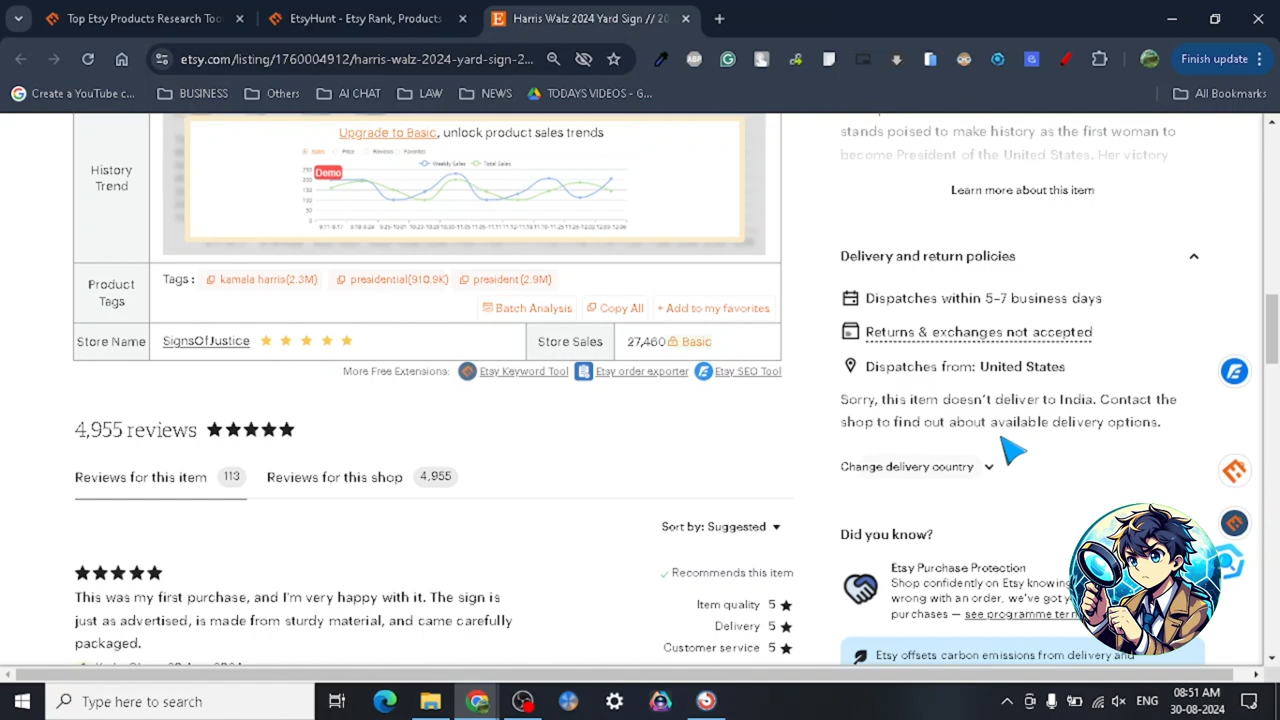 Top Etsy Products Research Too
EtsyHunt - Etsy Rank, Products
Harris Walz 2024 Yard Sign // 20
etsy.com/listing/1760004912/harris-walz-2024-yard-sign-2...
Finish update
Create a YouTube c...
BUSINESS
Others
AI CHAT
LAW
NEWS
TODAYS VIDEOS - G...
All Bookmarks
History
Trend
Upgrade to Basic, unlock product sales trends
Sales Price Reviews Favorites
Weekly Sales Total Sales
Demo
Product
Tags
Tags :
kamala harris(2.3M)
presidential(910.9K)
president(2.9M)
Batch Analysis
Copy All
+ Add to my favorites
Store Name
SignsOfJustice
Store Sales
27,460 Basic
More Free Extensions:
Etsy Keyword Tool
Etsy order exporter
Etsy SEO Tool
4,955 reviews
Reviews for this item 113
Reviews for this shop 4,955
Sort by: Suggested
This was my first purchase, and I'm very happy with it. The sign is
just as advertised, is made from sturdy material, and came carefully
packaged.
Recommends this item
Item quality 5
Delivery 5
Customer service 5
stands poised to make history as the first woman to
become President of the United States. Her victory
Learn more about this item
Delivery and return policies
Dispatches within 5-7 business days
Returns & exchanges not accepted
Dispatches from: United States
Sorry, this item doesn't deliver to India. Contact the
shop to find out about available delivery options.
Change delivery country
Did you know?
Etsy Purchase Protection
Shop confidently on Etsy knowing
wrong with an order, we've got y
purchases — see programme term
Etsy offsets carbon emissions from delivery and
Type here to search
ENG
08:51 AM
30-08-2024